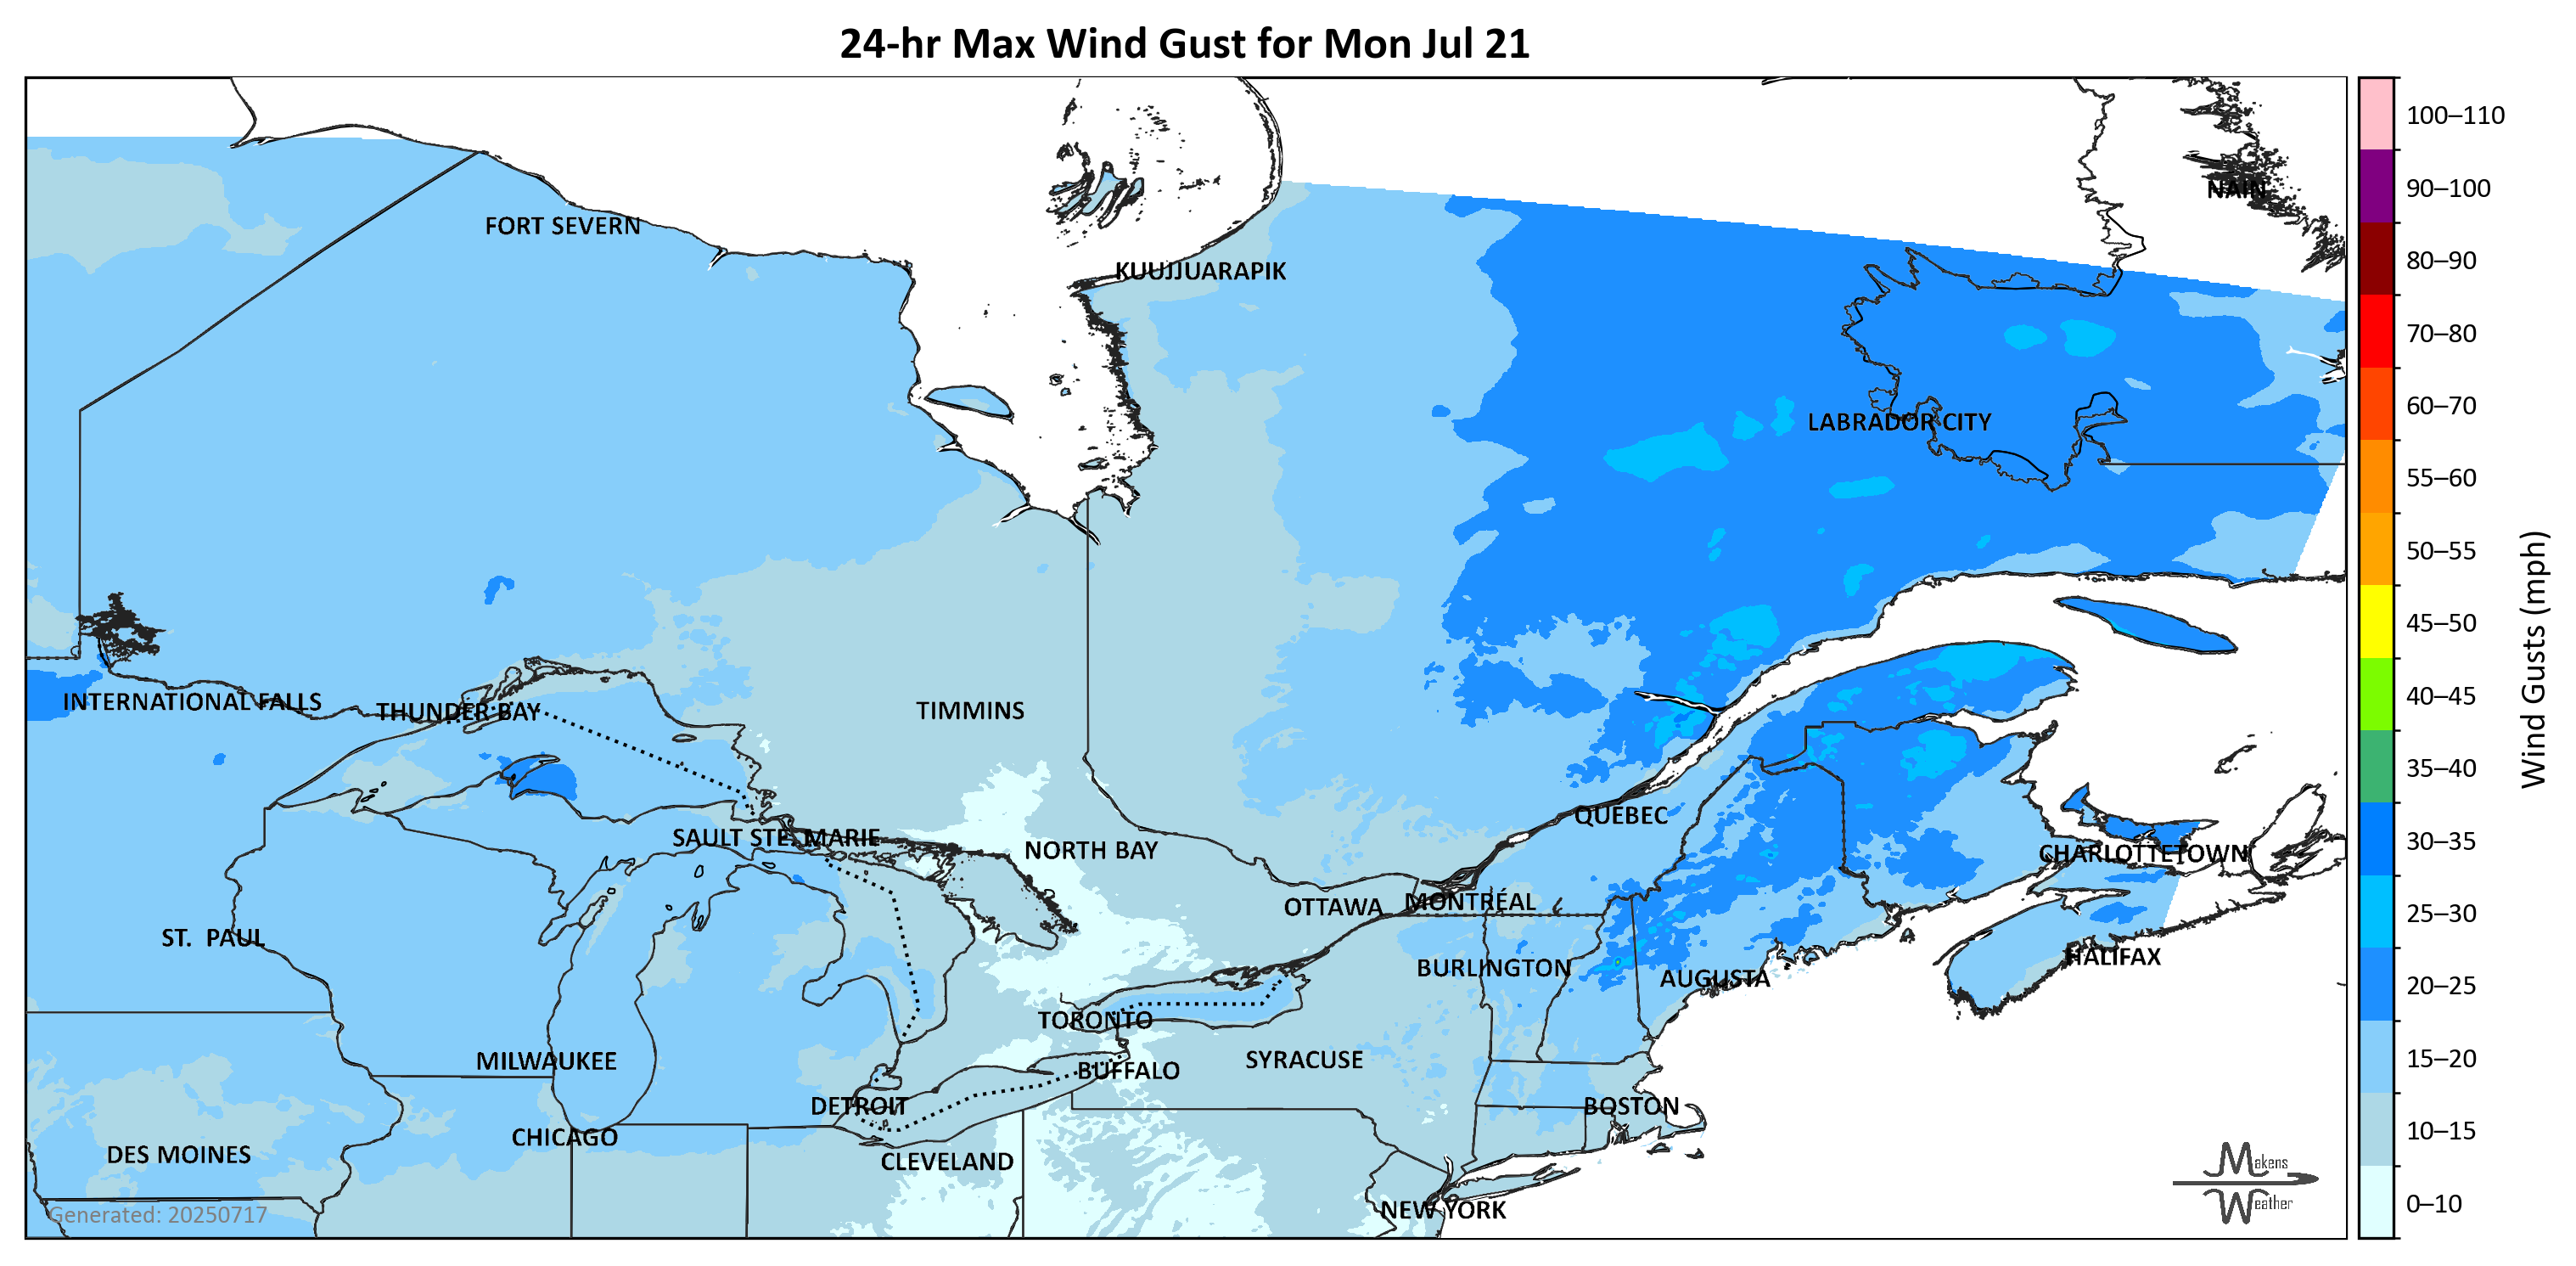 24-hr Max Wind Gust for Mon Jul 21
100–110
90–100
NAIN
FORT SEVERN
80–90
KUUJJUARAPIK
70–80
60–70
LABRADOR CITY
55–60
50–55
45–50
40–45
INTERNATIONAL FALLS
THUNDER BAY
TIMMINS
Wind Gusts (mph)
35–40
QUÉBEC
30–35
SAULT STE. MARIE
NORTH BAY
CHARLOTTETOWN
MONTRÉAL
OTTAWA
25–30
ST. PAUL
HALIFAX
BURLINGTON
AUGUSTA
20–25
TORONTO
MILWAUKEE
SYRACUSE
15–20
BUFFALO
DETROIT
BOSTON
CHICAGO
10–15
DES MOINES
CLEVELAND
Makens
Weather
NEW YORK
0–10
Generated: 20250717